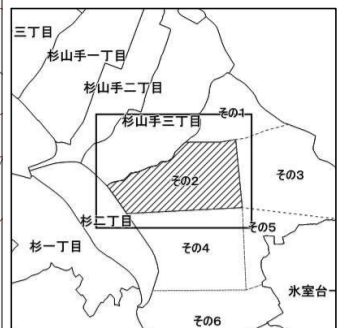 三丁目
杉山手一丁目
杉山手二丁目
その1
杉山手三丁目
その2
その3
杉二丁目
その5
杉一丁目
その4
氷室台一
その6